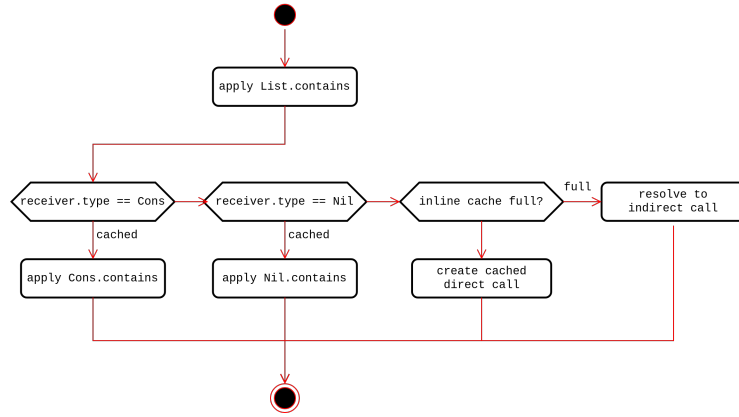 apply List.contains
full
receiver.type == Cons
receiver.type == Nil
inline cache full?
resolve to
indirect call
cached
cached
apply Cons.contains
apply Nil.contains
create cached
direct call